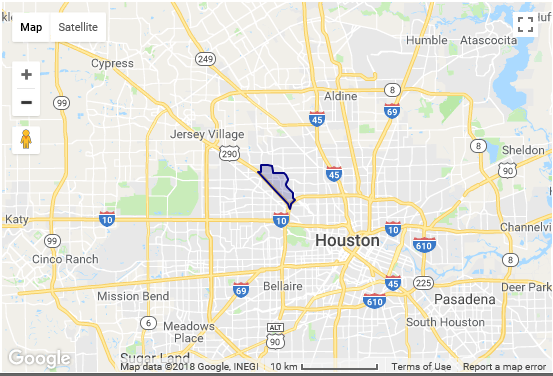 Map Satellite
Humble Atascocita
Huf
Cypress
249
Aldine
8
69
99
45
Jersey Village
290
8
Sheldon
45
90
Katy
10
10
10
Channelvi
99
Houston
610
Cinco Ranch
8
69
Bellaire
45
225
Deer Park
Mission Bend
610
Pasadena
6
Meadows
Place
ALT
90
South Houston
Sugar Land
Google
Map data ©2018 Google, INEGI 10 km Terms of Use Report a map error